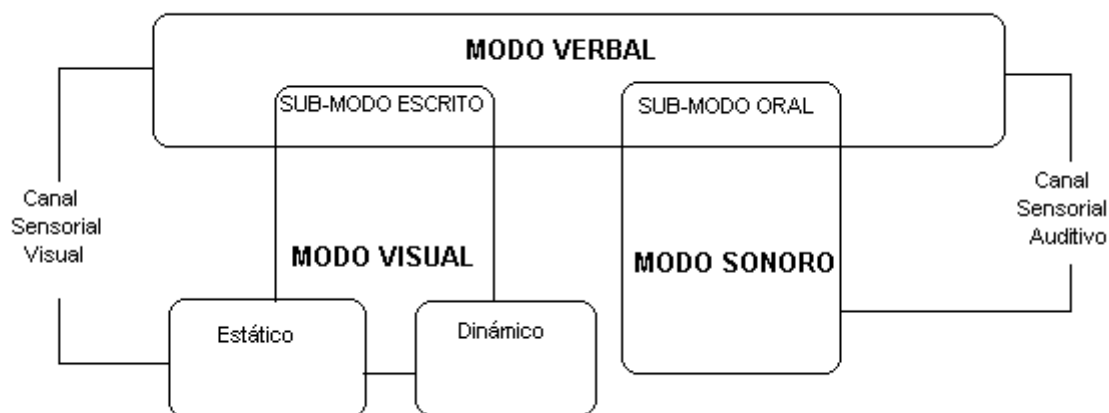 MODO VERBAL
SUB-MODO ESCRITO
SUB-MODO ORAL
Canal
Sensorial
Visual
Canal
Sensorial
Auditivo
MODO VISUAL
MODO SONORO
Estático
Dinámico